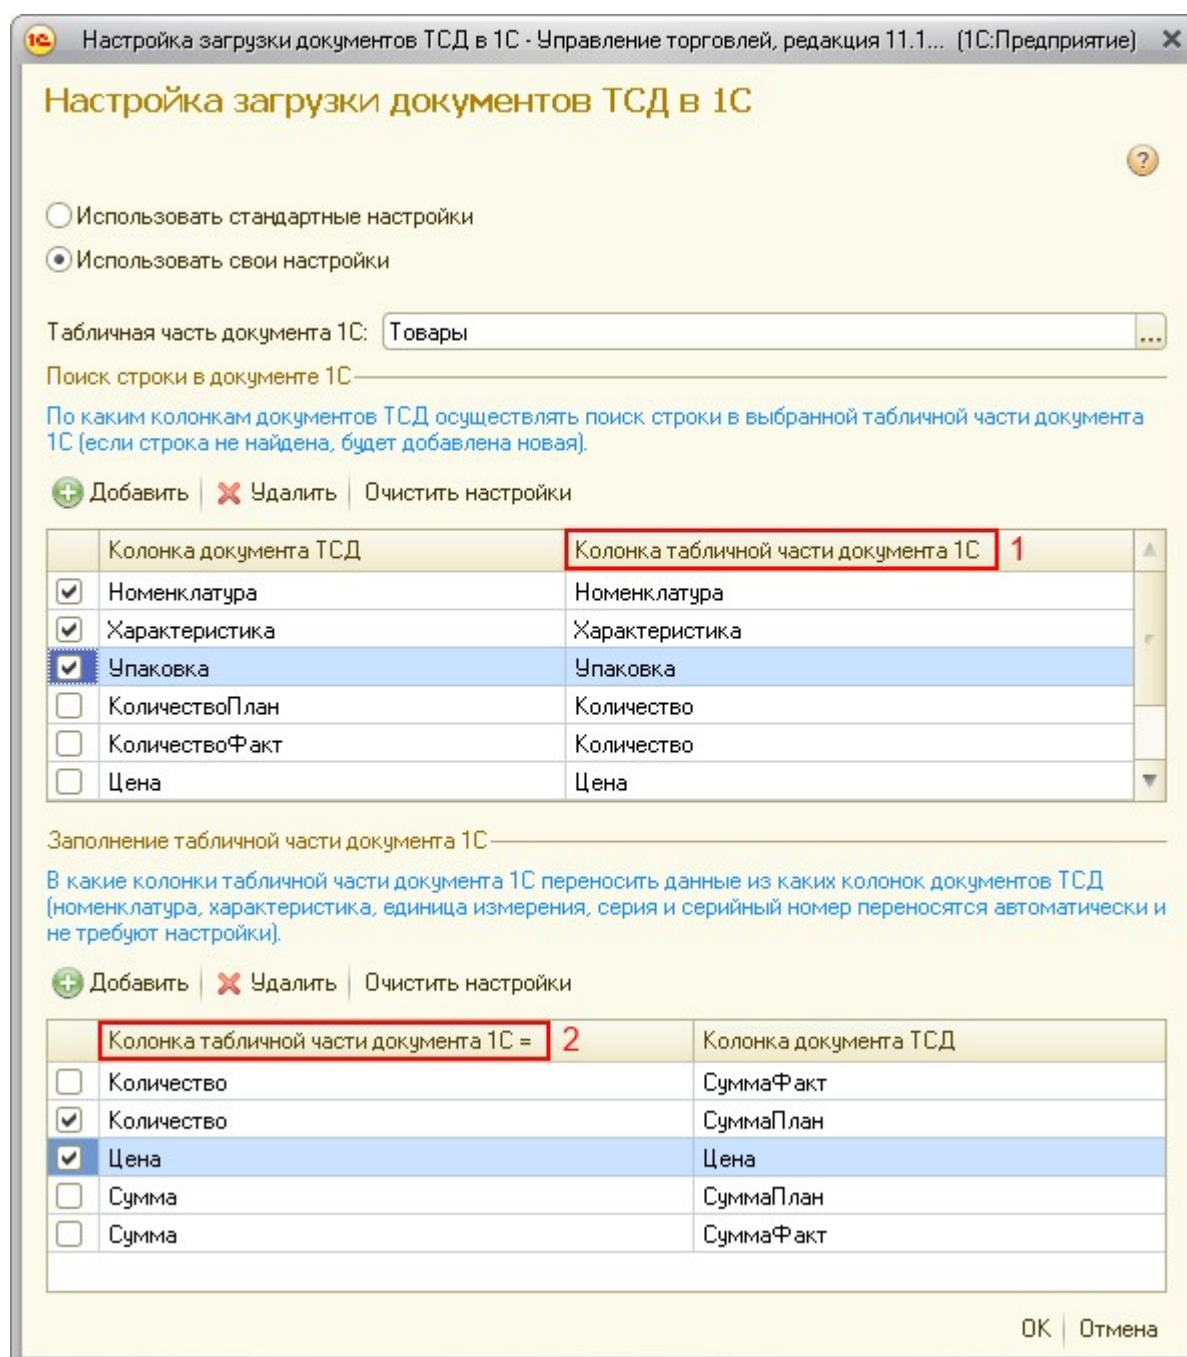 1С Настройка загрузки документов ТСД в 1С - Управление торговлей, редакция 11.1... (1С:Предприятие)
Настройка загрузки документов ТСД в 1С
?
Использовать стандартные настройки
Использовать свои настройки
Табличная часть документа 1С: Товары ...
Поиск строки в документе 1С
По каким колонкам документов ТСД осуществлять поиск строки в выбранной табличной части документа
1С (если строка не найдена, будет добавлена новая).
Добавить Удалить Очистить настройки
Колонка документа ТСД Колонка табличной части документа 1С 1
Номенклатура Номенклатура
Характеристика Характеристика
Упаковка Упаковка
КоличествоПлан Количество
КоличествоФакт Количество
Цена Цена
Заполнение табличной части документа 1С
В какие колонки табличной части документа 1С переносить данные из каких колонок документов ТСД
(номенклатура, характеристика, единица измерения, серия и серийный номер переносятся автоматически и
не требуют настройки).
Добавить Удалить Очистить настройки
Колонка табличной части документа 1С = 2 Колонка документа ТСД
Количество СуммаФакт
Количество СуммаПлан
Цена Цена
Сумма СуммаПлан
Сумма СуммаФакт
ОК Отмена